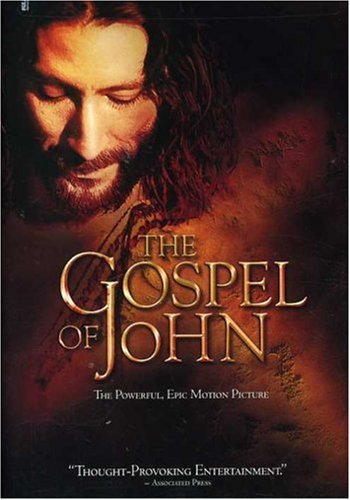 THE
GOSPEL
OF JOHN
THE POWERFUL, EPIC MOTION PICTURE
"THOUGHT-PROVOKING ENTERTAINMENT."
– ASSOCIATED PRESS